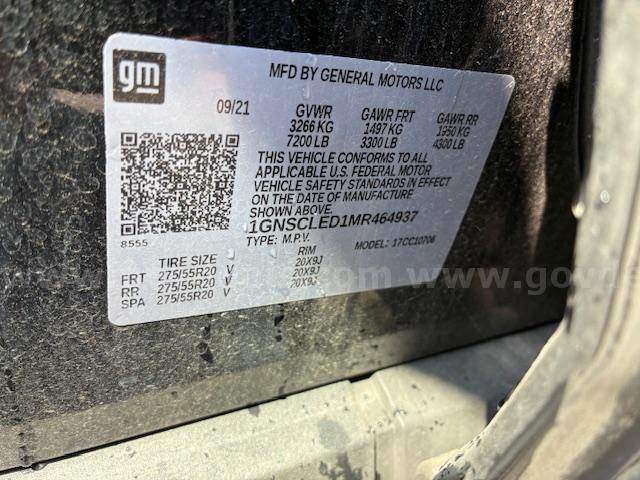 gm
MFD BY GENERAL MOTORS LLC
09/21 GVWR GAWR FRT GAWR RR
3266 KG 1497 KG 1950 KG
7200 LB 3300 LB 4300 LB
THIS VEHICLE CONFORMS TO ALL
APPLICABLE U.S. FEDERAL MOTOR
VEHICLE SAFETY STANDARDS IN EFFECT
ON THE DATE OF MANUFACTURE
SHOWN ABOVE.
1GNSCLED1MR464937
8555
TYPE: M.P.V. MODEL: 17CC10706
TIRE SIZE RIM
FRT 275/55R20 V 20X9J
RR 275/55R20 V 20X9J
SPA 275/55R20 V 20X9J